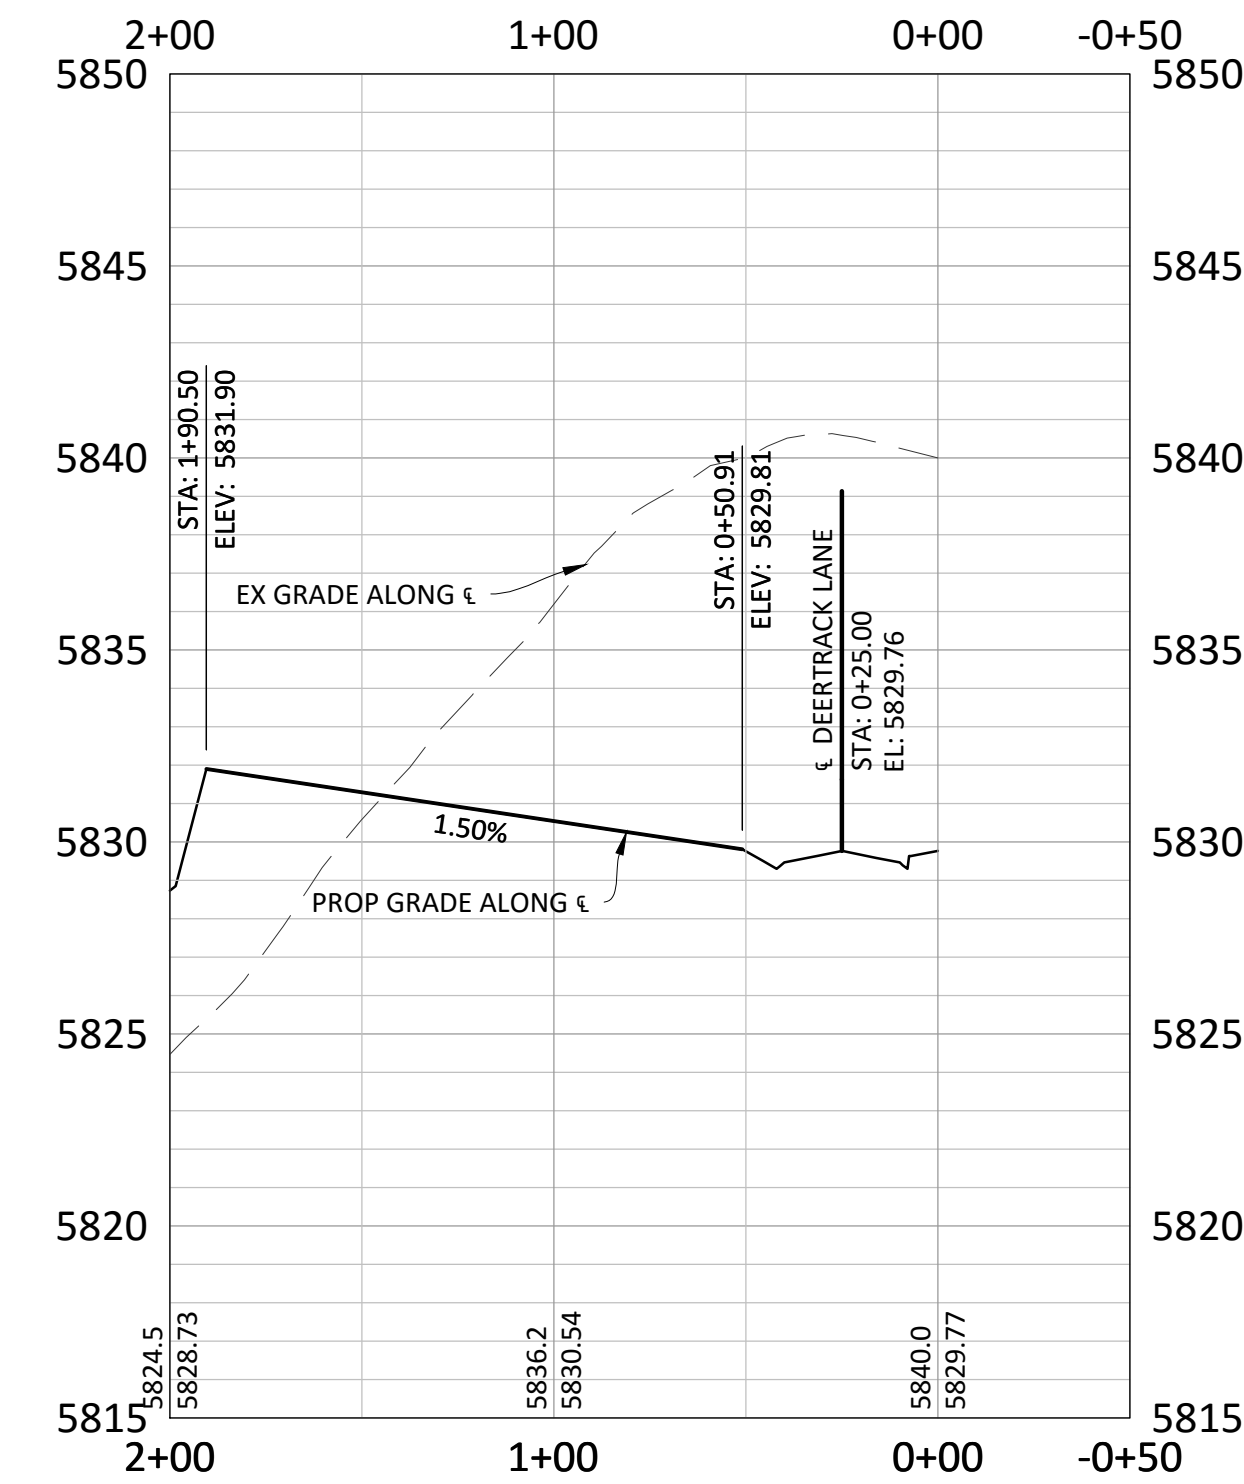 2+00 1+00 0+00 -0+50
5850 5850
5845 5845
STA: 1+90.50
ELEV: 5831.90
5840 5840
STA: 0+50.91
ELEV: 5829.81
EX GRADE ALONG ℄
℄ DEERTRACK LANE
STA: 0+25.00
EL: 5829.76
5835 5835
1.50%
5830 5830
PROP GRADE ALONG ℄
5825 5825
5820 5820
5824.5
5828.73
5836.2
5830.54
5840.0
5829.77
5815 5815
2+00 1+00 0+00 -0+50